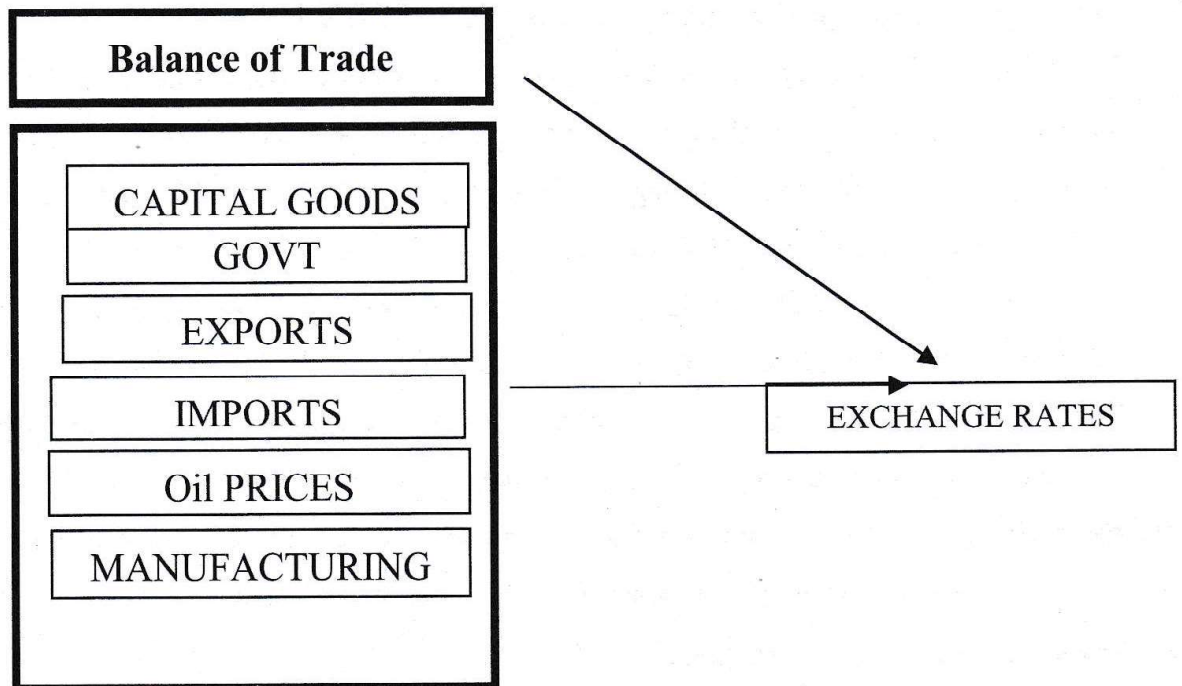 Balance of Trade
CAPITAL GOODS
GOVT
EXPORTS
IMPORTS
Oil PRICES
MANUFACTURING
EXCHANGE RATES